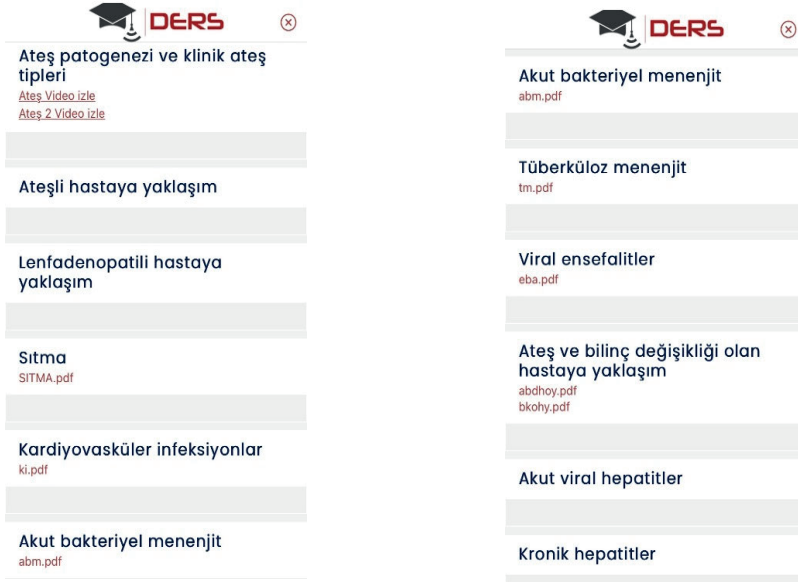 DERS
Ateş patogenezi ve klinik ateş
tipleri
Ateş Video izle
Ateş 2 Video izle
Ateşli hastaya yaklaşım
Lenfadenopatili hastaya
yaklaşım
Sıtma
SITMA.pdf
Kardiyovasküler infeksiyonlar
ki.pdf
Akut bakteriyel menenjit
abm.pdf
DERS
Akut bakteriyel menenjit
abm.pdf
Tüberküloz menenjit
tm.pdf
Viral ensefalitler
eba.pdf
Ateş ve bilinç değişikliği olan
hastaya yaklaşım
abdhoy.pdf
bkohy.pdf
Akut viral hepatitler
Kronik hepatitler